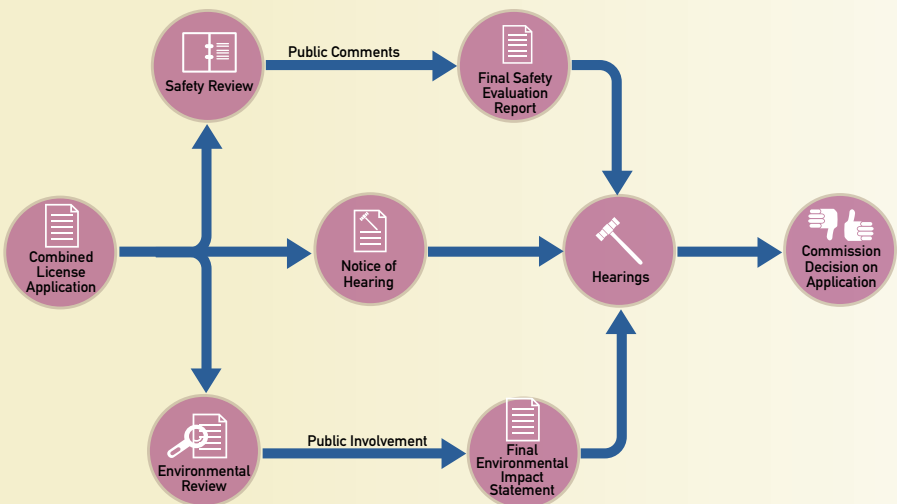 Safety Review
Public Comments
Final Safety
Evaluation
Report
Combined
License
Application
Notice of
Hearing
Hearings
Commission
Decision on
Application
Environmental
Review
Public Involvement
Final
Environmental
Impact
Statement